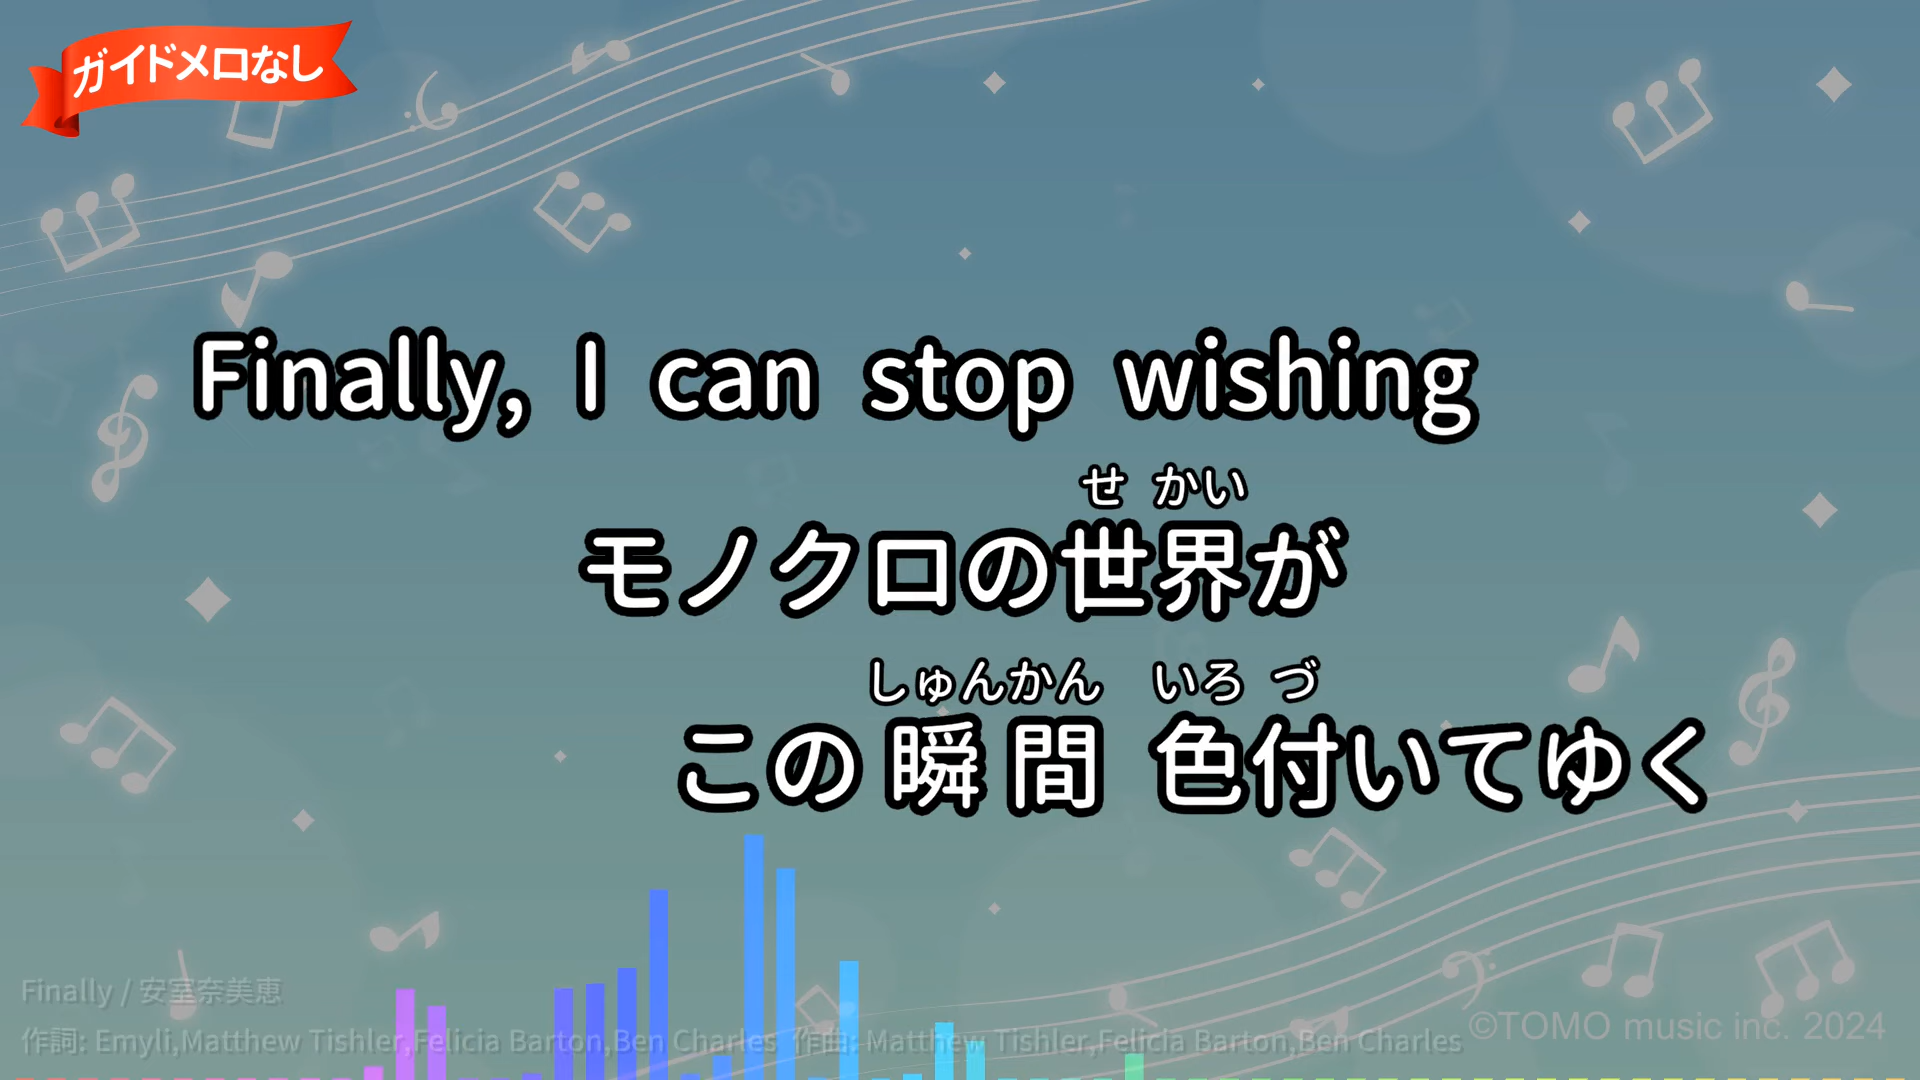 ガイドメロなし
Finally, I can stop wishing
せ かい
モノクロの世界が
しゅんかん いろ づ
この瞬間 色付いてゆく
Finally / 安室奈美恵
作詞: Emyli,Matthew Tishler,Felicia Barton,Ben Charles 作曲: Matthew Tishler,Felicia Barton,Ben Charles
©TOMO music inc. 2024